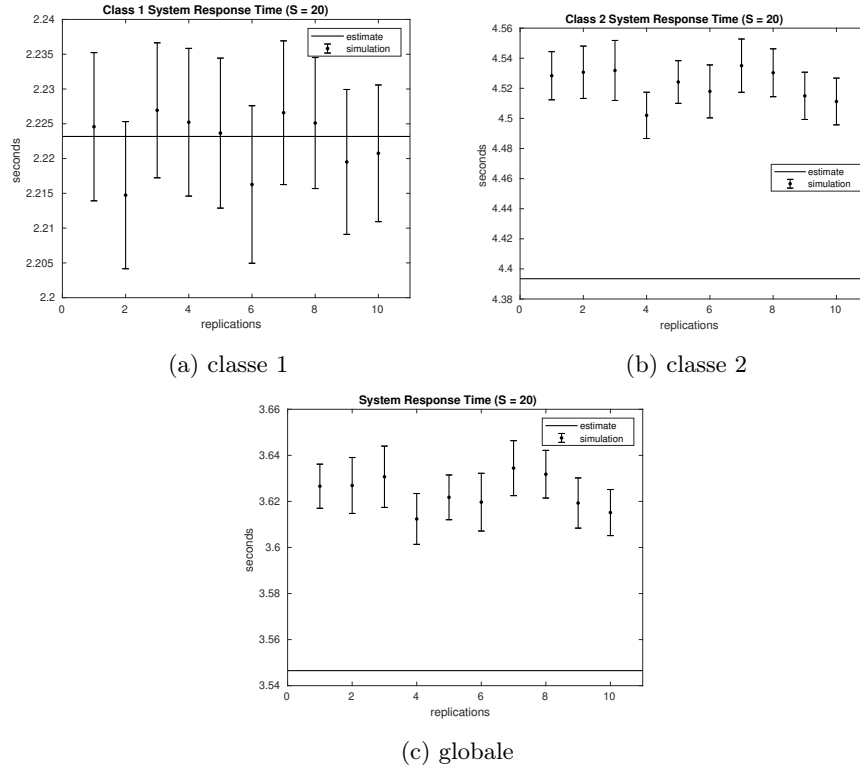 Class 1 System Response Time (S = 20)
2.24
2.235
2.23
2.225
2.22
2.215
2.21
2.205
2.2
seconds
estimate
simulation
0 2 4 6 8 10
replications
(a) classe 1
Class 2 System Response Time (S = 20)
4.56
4.54
4.52
4.5
4.48
4.46
4.44
4.42
4.4
4.38
seconds
estimate
simulation
0 2 4 6 8 10
replications
(b) classe 2
System Response Time (S = 20)
3.66
3.64
3.62
3.6
3.58
3.56
3.54
seconds
estimate
simulation
0 2 4 6 8 10
replications
(c) globale